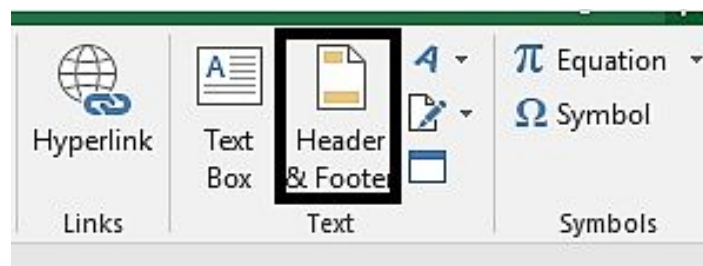 Hyperlink
Links
Text
Box
Header
& Footer
Text
π Equation
Ω Symbol
Symbols